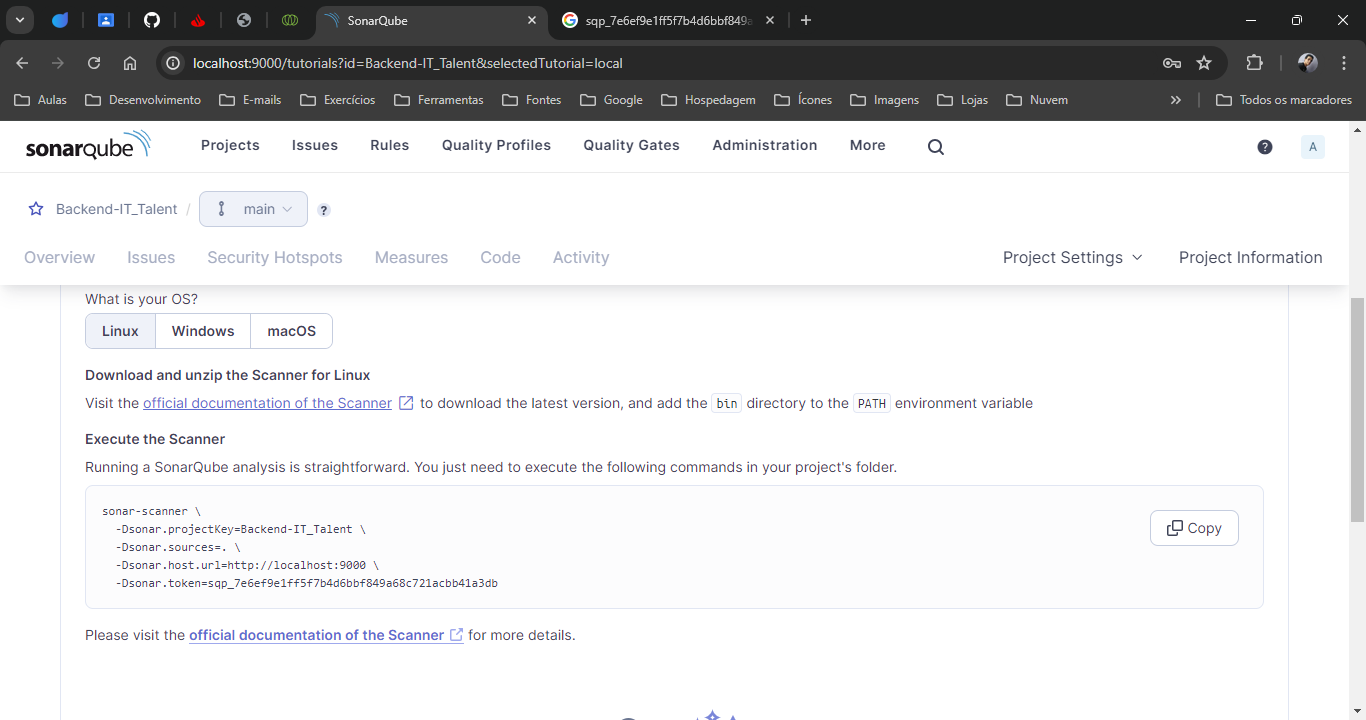 SonarQube
sqp_7e6ef9e1ff5f7b4d6bbf849a
localhost:9000/tutorials?id=Backend-IT_Talent&selectedTutorial=local
Aulas Desenvolvimento E-mails Exercícios Ferramentas Fontes Google Hospedagem Ícones Imagens Lojas Nuvem » Todos os marcadores
sonarqube Projects Issues Rules Quality Profiles Quality Gates Administration More ? A
Backend-IT_Talent / main ?
Overview Issues Security Hotspots Measures Code Activity Project Settings Project Information
What is your OS?
Linux Windows macOS
Download and unzip the Scanner for Linux
Visit the official documentation of the Scanner to download the latest version, and add the bin directory to the PATH environment variable
Execute the Scanner
Running a SonarQube analysis is straightforward. You just need to execute the following commands in your project's folder.
sonar-scanner \
-Dsonar.projectKey=Backend-IT_Talent \
-Dsonar.sources=. \
-Dsonar.host.url=http://localhost:9000 \
-Dsonar.token=sqp_7e6ef9e1ff5f7b4d6bbf849a68c721acbb41a3db
Copy
Please visit the official documentation of the Scanner for more details.